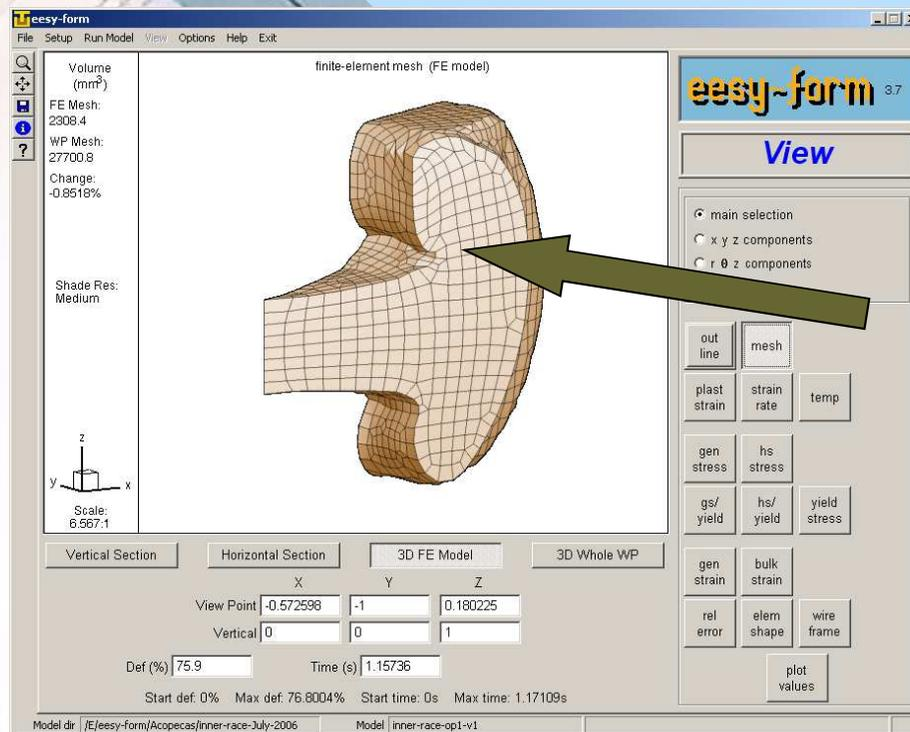 eesy-form
File Setup Run Model View Options Help Exit
Volume
(mm³)
FE Mesh:
2308.4
WP Mesh:
27700.8
Change:
-0.8518%
Shade Res:
Medium
z
y x
Scale:
6.567:1
finite-element mesh (FE model)
eesy-form 3.7
View
main selection
x y z components
r θ z components
out line
mesh
plast strain
strain rate
temp
gen stress
hs stress
gs/ yield
hs/ yield
yield stress
gen strain
bulk strain
rel error
elem shape
wire frame
plot values
Vertical Section Horizontal Section 3D FE Model 3D Whole WP
X Y Z
View Point -0.572598 -1 0.180225
Vertical 0 0 1
Def (%) 75.9 Time (s) 1.15736
Start def: 0% Max def: 76.8004% Start time: 0s Max time: 1.17109s
Model dir /E/eesy-form/Acopecas/inner-race-July-2006 Model inner-race-op1-v1